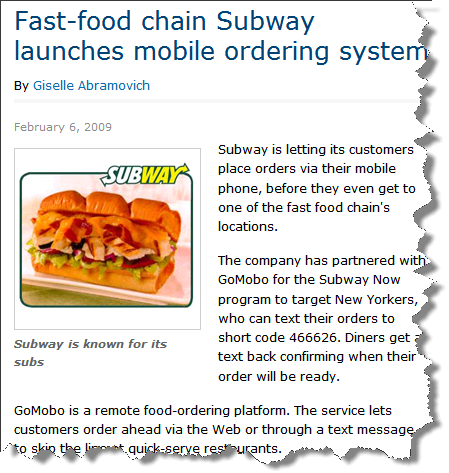 Fast-food chain Subway
launches mobile ordering system
By Giselle Abramovich
February 6, 2009
SUBWAY
Subway is known for its
subs
Subway is letting its customers
place orders via their mobile
phone, before they even get to
one of the fast food chain's
locations.
The company has partnered with
GoMobo for the Subway Now
program to target New Yorkers,
who can text their orders to
short code 466626. Diners get a
text back confirming when their
order will be ready.
GoMobo is a remote food-ordering platform. The service lets
customers order ahead via the Web or through a text message
to skip the lines at quick-serve restaurants.